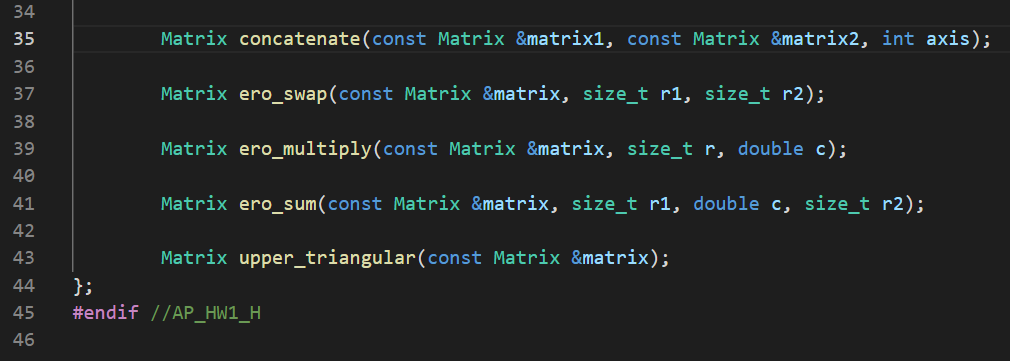 34
35 Matrix concatenate(const Matrix &matrix1, const Matrix &matrix2, int axis);
36
37 Matrix ero_swap(const Matrix &matrix, size_t r1, size_t r2);
38
39 Matrix ero_multiply(const Matrix &matrix, size_t r, double c);
40
41 Matrix ero_sum(const Matrix &matrix, size_t r1, double c, size_t r2);
42
43 Matrix upper_triangular(const Matrix &matrix);
44 };
45 #endif //AP_HW1_H
46